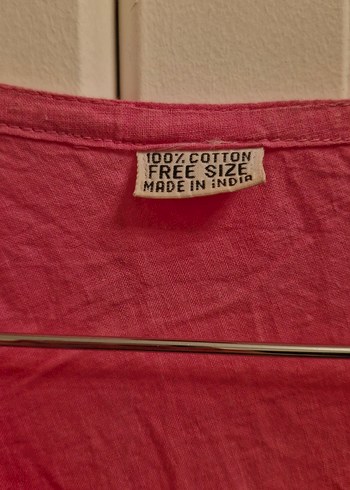 100% COTTON
FREE SIZE
MADE IN INDIA